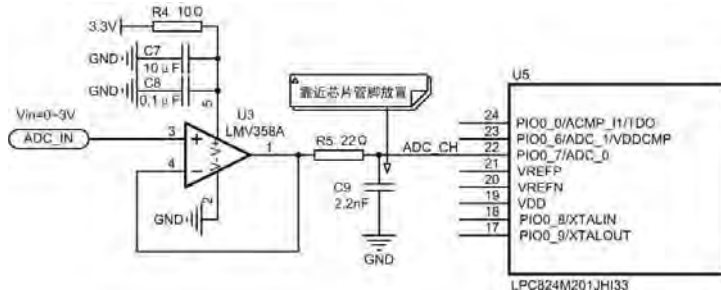 3.3V
R4 10Ω
GND
C7
10μF
GND
C8
0.1μF
5
Vin=0~3V
ADC_IN
U3
LMV358A
3
4
1
V+
V-
2
GND
靠近芯片管脚放置
R5 22Ω
ADC_CH
C9
2.2nF
GND
U5
24 PIO0_0/ACMP_I1/TDO
23 PIO0_6/ADC_1/VDDCMP
22 PIO0_7/ADC_0
21 VREFP
20 VREFN
19 VDD
18 PIO0_8/XTALIN
17 PIO0_9/XTALOUT
LPC824M201JHI33